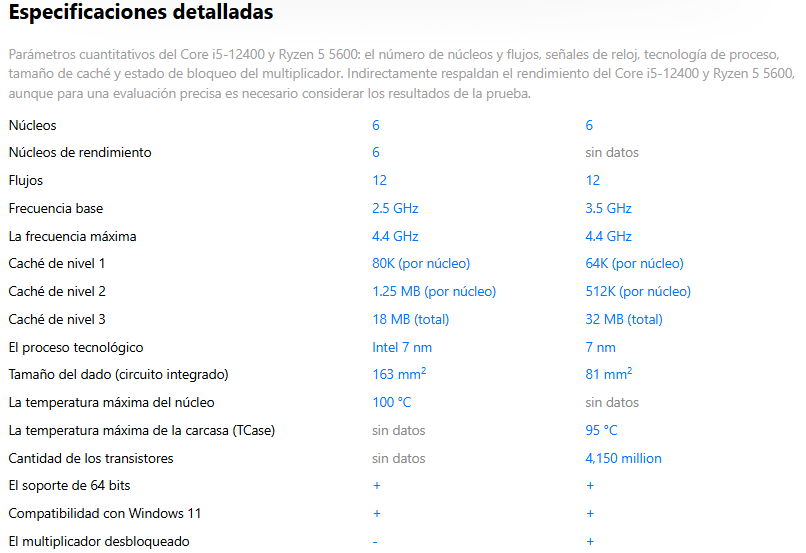 Especificaciones detalladas
Parámetros cuantitativos del Core i5-12400 y Ryzen 5 5600: el número de núcleos y flujos, señales de reloj, tecnología de proceso,
tamaño de caché y estado de bloqueo del multiplicador. Indirectamente respaldan el rendimiento del Core i5-12400 y Ryzen 5 5600,
aunque para una evaluación precisa es necesario considerar los resultados de la prueba.
Núcleos 6 6
Núcleos de rendimiento 6 sin datos
Flujos 12 12
Frecuencia base 2.5 GHz 3.5 GHz
La frecuencia máxima 4.4 GHz 4.4 GHz
Caché de nivel 1 80K (por núcleo) 64K (por núcleo)
Caché de nivel 2 1.25 MB (por núcleo) 512K (por núcleo)
Caché de nivel 3 18 MB (total) 32 MB (total)
El proceso tecnológico Intel 7 nm 7 nm
Tamaño del dado (circuito integrado) 163 mm² 81 mm²
La temperatura máxima del núcleo 100 °C sin datos
La temperatura máxima de la carcasa (TCase) sin datos 95 °C
Cantidad de los transistores sin datos 4,150 million
El soporte de 64 bits + +
Compatibilidad con Windows 11 + +
El multiplicador desbloqueado - +